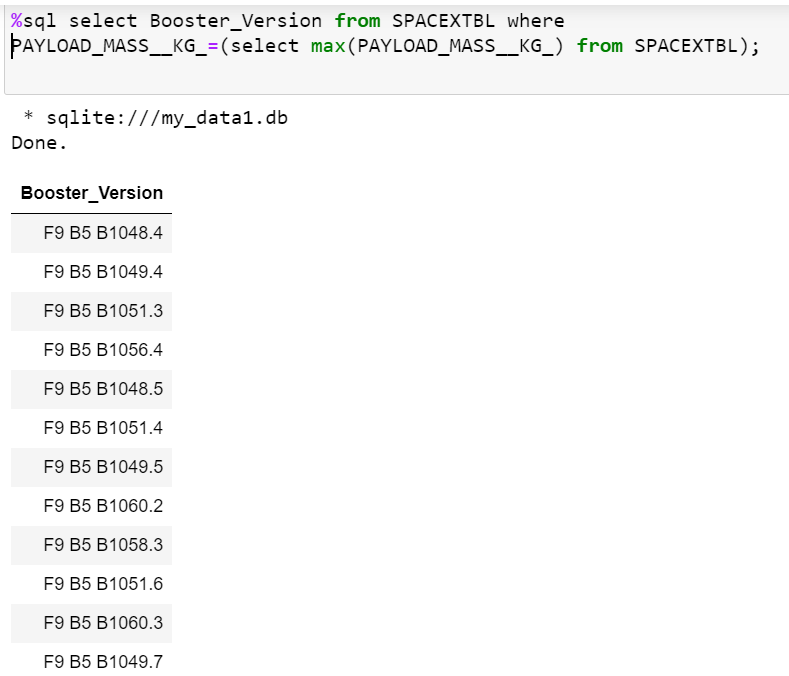 %sql select Booster_Version from SPACEXTBL where
PAYLOAD_MASS__KG_=(select max(PAYLOAD_MASS__KG_) from SPACEXTBL);
* sqlite:///my_data1.db
Done.
Booster_Version
F9 B5 B1048.4
F9 B5 B1049.4
F9 B5 B1051.3
F9 B5 B1056.4
F9 B5 B1048.5
F9 B5 B1051.4
F9 B5 B1049.5
F9 B5 B1060.2
F9 B5 B1058.3
F9 B5 B1051.6
F9 B5 B1060.3
F9 B5 B1049.7